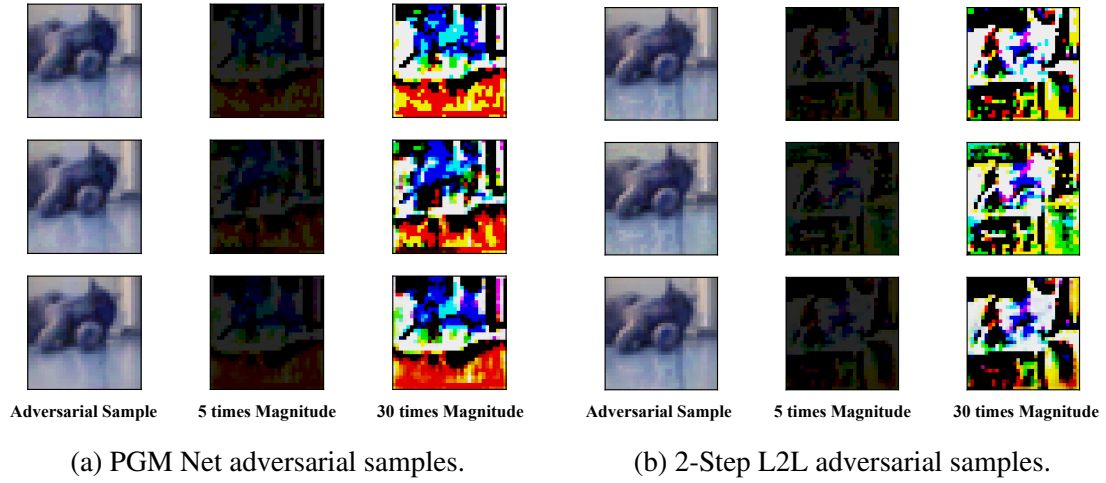 Adversarial Sample 5 times Magnitude 30 times Magnitude Adversarial Sample 5 times Magnitude 30 times Magnitude
(a) PGM Net adversarial samples. (b) 2-Step L2L adversarial samples.